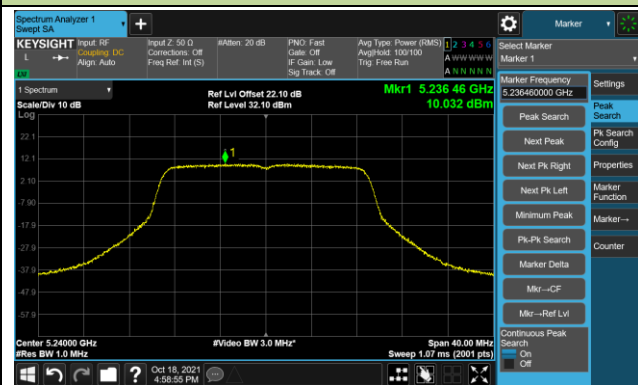 Spectrum Analyzer 1
Swept SA
+
Marker
KEYSIGHT
L
Input: RF
Coupling: DC
Align: Auto
Input Z: 50 Ω
Corrections: Off
Freq Ref: Int (S)
#Atten: 20 dB
PNO: Fast
Gate: Off
IF Gain: Low
Sig Track: Off
Avg Type: Power (RMS)
Avg|Hold: 100/100
Trig: Free Run
1 2 3 4 5 6
A W W W W W
A N N N N N
Select Marker
Marker 1
1 Spectrum
Scale/Div 10 dB
Log
Ref Lvl Offset 22.10 dB
Ref Level 32.10 dBm
Mkr1 5.236 46 GHz
10.032 dBm
22.1
12.1
2.10
-7.90
-17.9
-27.9
-37.9
-47.9
-57.9
1
Center 5.24000 GHz
#Res BW 1.0 MHz
#Video BW 3.0 MHz*
Span 40.00 MHz
Sweep 1.07 ms (2001 pts)
Marker Frequency
5.236460000 GHz
Peak Search
Next Peak
Next Pk Right
Next Pk Left
Minimum Peak
Pk-Pk Search
Marker Delta
Mkr→CF
Mkr→Ref Lvl
Continuous Peak
Search
On
Off
Settings
Peak
Search
Pk Search
Config
Properties
Marker
Function
Marker→
Counter
?
Oct 18, 2021
4:58:55 PM